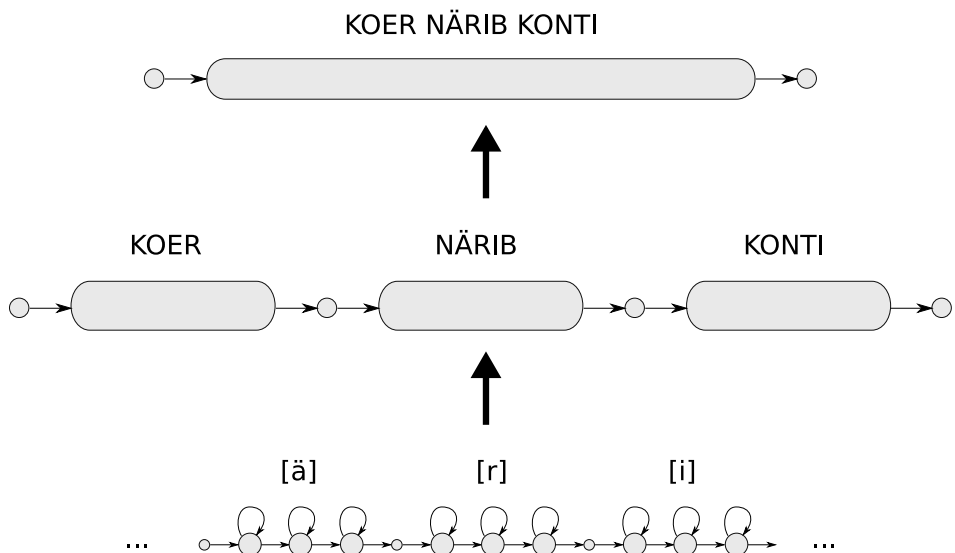 KOER NÄRIB KONTI
KOER NÄRIB KONTI
[ä] [r] [i]
... ...